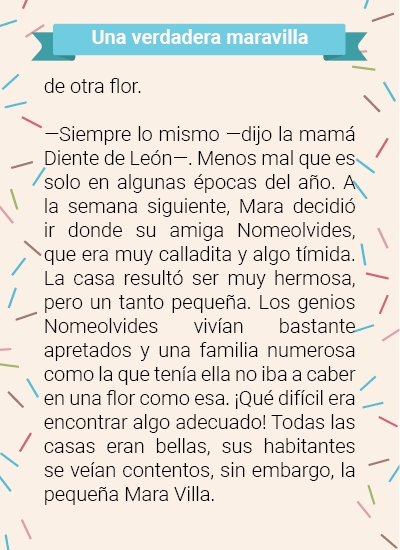 Una verdadera maravilla
de otra flor.
—Siempre lo mismo —dijo la mamá
Diente de León—. Menos mal que es
solo en algunas épocas del año. A
la semana siguiente, Mara decidió
ir donde su amiga Nomeolvides,
que era muy calladita y algo tímida.
La casa resultó ser muy hermosa,
pero un tanto pequeña. Los genios
Nomeolvides vivían bastante
apretados y una familia numerosa
como la que tenía ella no iba a caber
en una flor como esa. ¡Qué difícil era
encontrar algo adecuado! Todas las
casas eran bellas, sus habitantes
se veían contentos, sin embargo, la
pequeña Mara Villa.